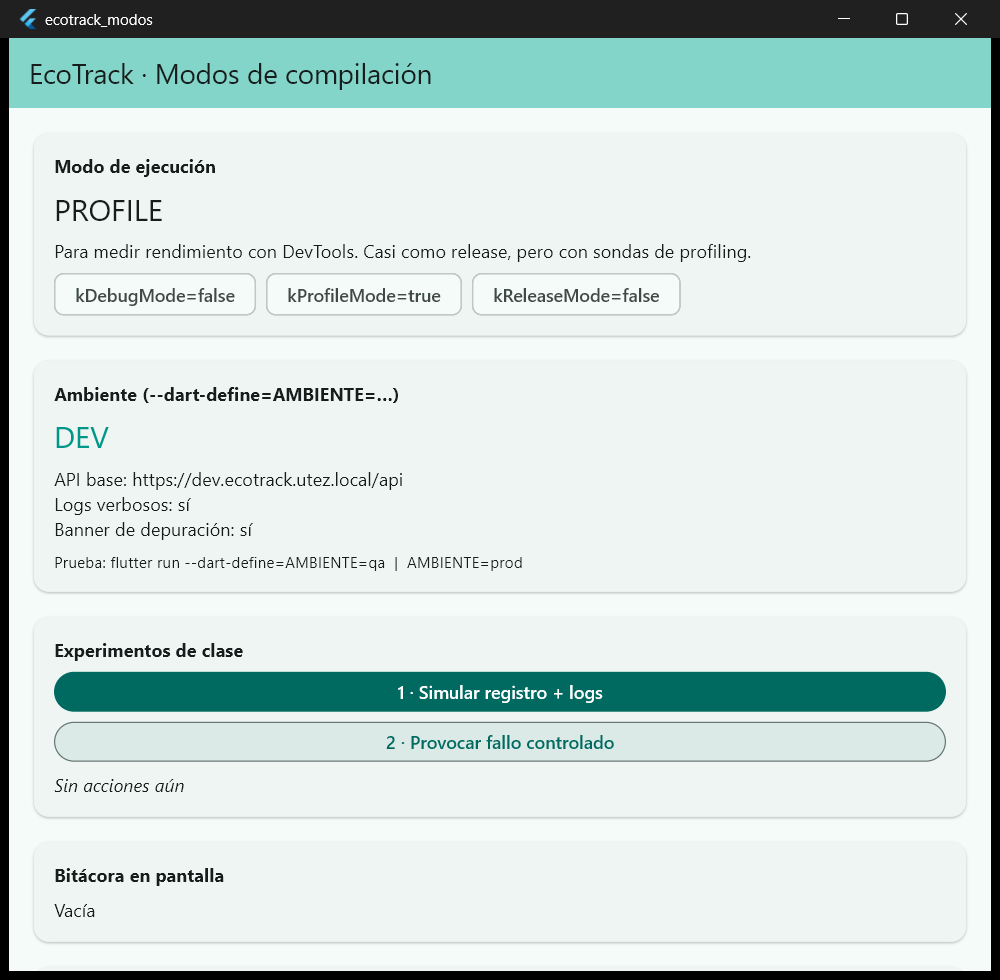 ecotrack_modos
EcoTrack · Modos de compilación
Modo de ejecución
PROFILE
Para medir rendimiento con DevTools. Casi como release, pero con sondas de profiling.
kDebugMode=false kProfileMode=true kReleaseMode=false
Ambiente (--dart-define=AMBIENTE=...)
DEV
API base: https://dev.ecotrack.utez.local/api
Logs verbosos: sí
Banner de depuración: sí
Prueba: flutter run --dart-define=AMBIENTE=qa | AMBIENTE=prod
Experimentos de clase
1 · Simular registro + logs
2 · Provocar fallo controlado
Sin acciones aún
Bitácora en pantalla
Vacía